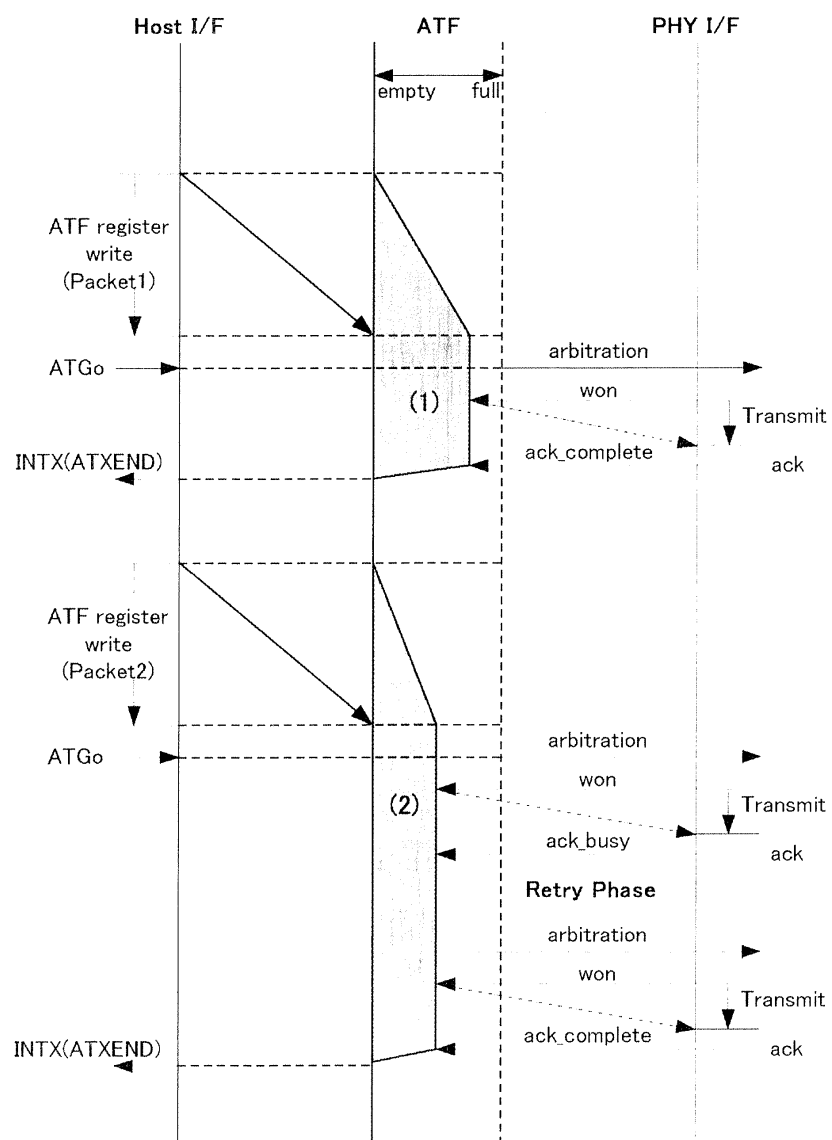 Host I/F
ATF
PHY I/F
empty
full
ATF register
write
(Packet1)
arbitration
ATGo
won
(1)
Transmit
ack_complete
INTX(ATXEND)
ack
ATF register
write
(Packet2)
arbitration
ATGo
won
(2)
Transmit
ack_busy
ack
Retry Phase
arbitration
won
Transmit
ack_complete
INTX(ATXEND)
ack